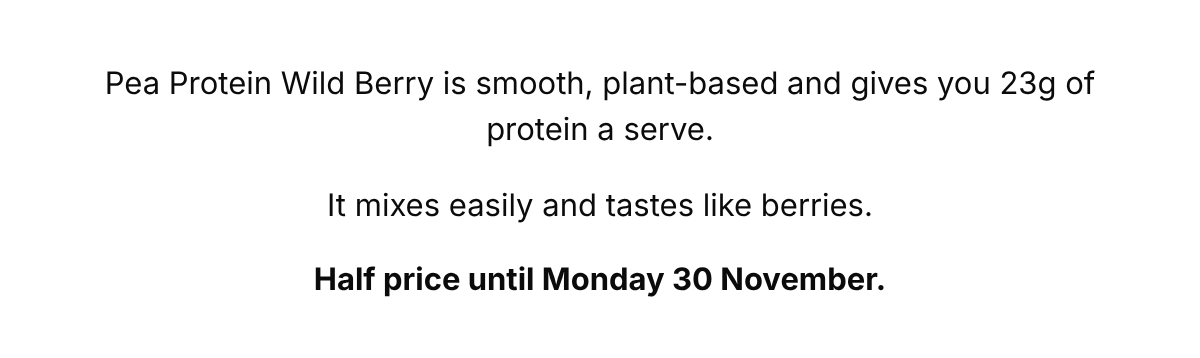 Pea Protein Wild Berry is smooth, plant-based and gives you 23g of
protein a serve.
It mixes easily and tastes like berries.
Half price until Monday 30 November.